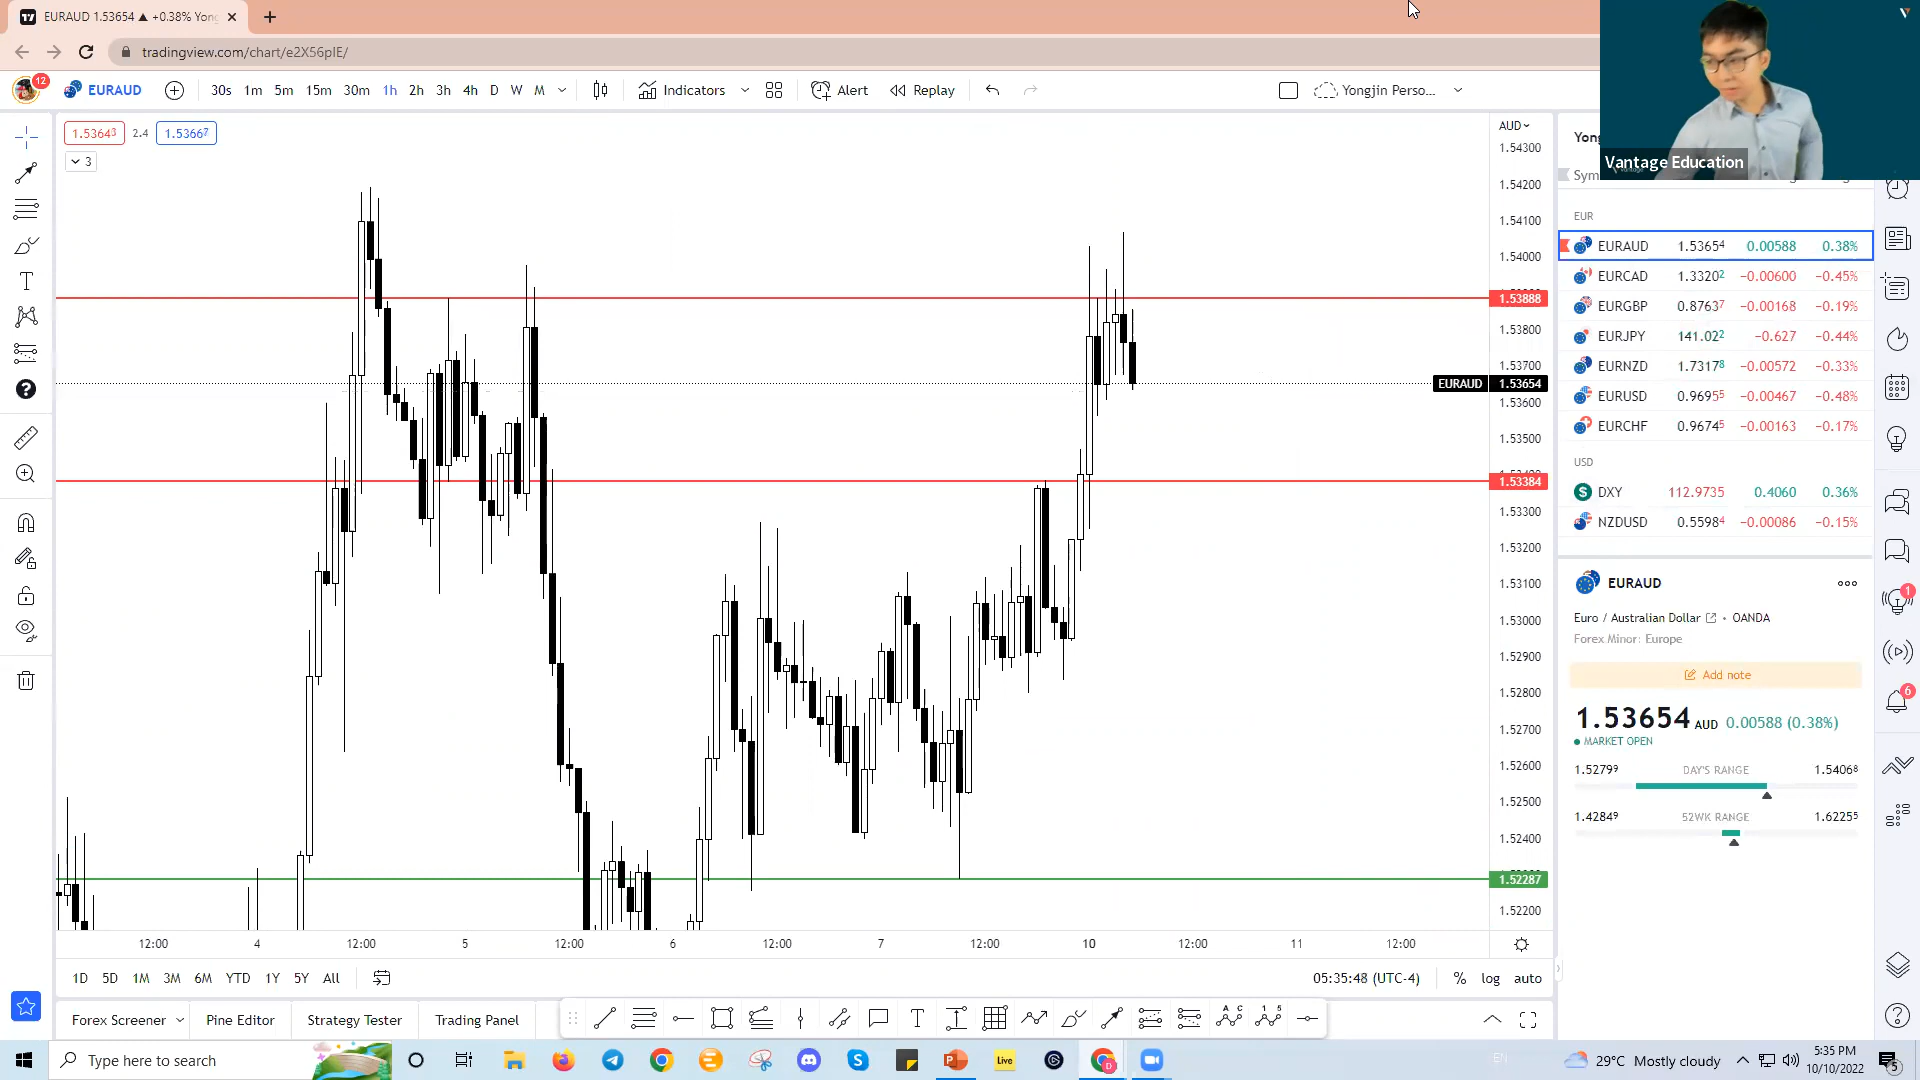 EURAUD 1.53654 ▲ +0.38% Yon
tradingview.com/chart/e2X56pIE/
12
EURAUD
30s 1m 5m 15m 30m 1h 2h 3h 4h D W M
Indicators
Alert
Replay
Yongjin Perso...
1.53643 2.4 1.53667
3
AUD
1.54300
1.54200
1.54100
1.54000
1.53888
1.53800
1.53700
EURAUD 1.53654
1.53600
1.53500
1.53384
1.53300
1.53200
1.53100
1.53000
1.52900
1.52800
1.52700
1.52600
1.52500
1.52400
1.52287
1.52200
12:00 4 12:00 5 12:00 6 12:00 7 12:00 10 12:00 11 12:00
1D 5D 1M 3M 6M YTD 1Y 5Y All
05:35:48 (UTC-4) % log auto
Forex Screener
Pine Editor
Strategy Tester
Trading Panel
Vantage Education
Yong
Sym
EUR
EURAUD 1.53654 0.00588 0.38%
EURCAD 1.33202 −0.00600 −0.45%
EURGBP 0.87637 −0.00168 −0.19%
EURJPY 141.022 −0.627 −0.44%
EURNZD 1.73178 −0.00572 −0.33%
EURUSD 0.96955 −0.00467 −0.48%
EURCHF 0.96745 −0.00163 −0.17%
USD
DXY 112.9735 0.4060 0.36%
NZDUSD 0.55984 −0.00086 −0.15%
EURAUD
Euro / Australian Dollar • OANDA
Forex Minor: Europe
Add note
1.53654 AUD 0.00588 (0.38%)
MARKET OPEN
1.52799 DAY'S RANGE 1.54068
1.42849 52WK RANGE 1.62255
1
6
Type here to search
Live
EN
29°C Mostly cloudy
5:35 PM
10/10/2022
5